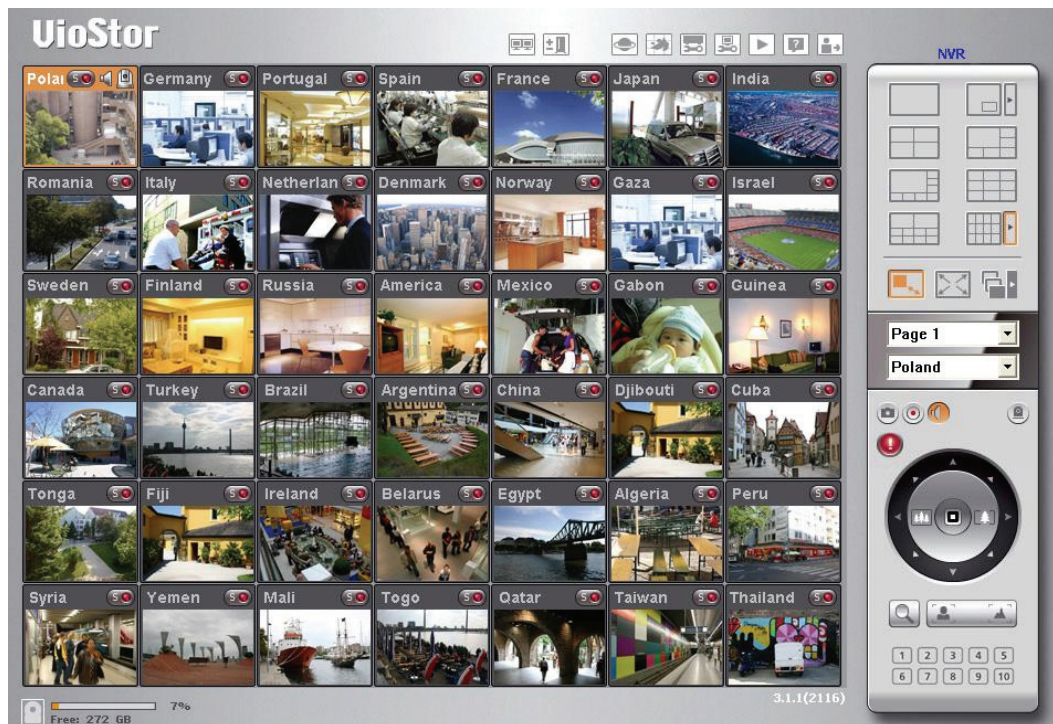 VioStor
NVR
Polar S
Germany S
Portugal S
Spain S
France S
Japan S
India S
Romania S
Italy S
Netherlan S
Denmark S
Norway S
Gaza S
Israel S
Sweden S
Finland S
Russia S
America S
Mexico S
Gabon S
Guinea S
Page 1
Poland
Canada S
Turkey S
Brazil S
Argentina S
China S
Djibouti S
Cuba S
Tonga S
Fiji S
Ireland S
Belarus S
Egypt S
Algeria S
Peru S
Syria S
Yemen S
Mali S
Togo S
Qatar S
Taiwan S
Thailand S
1 2 3 4 5
6 7 8 9 10
3.1.1(2116)
7%
Free: 272 GB